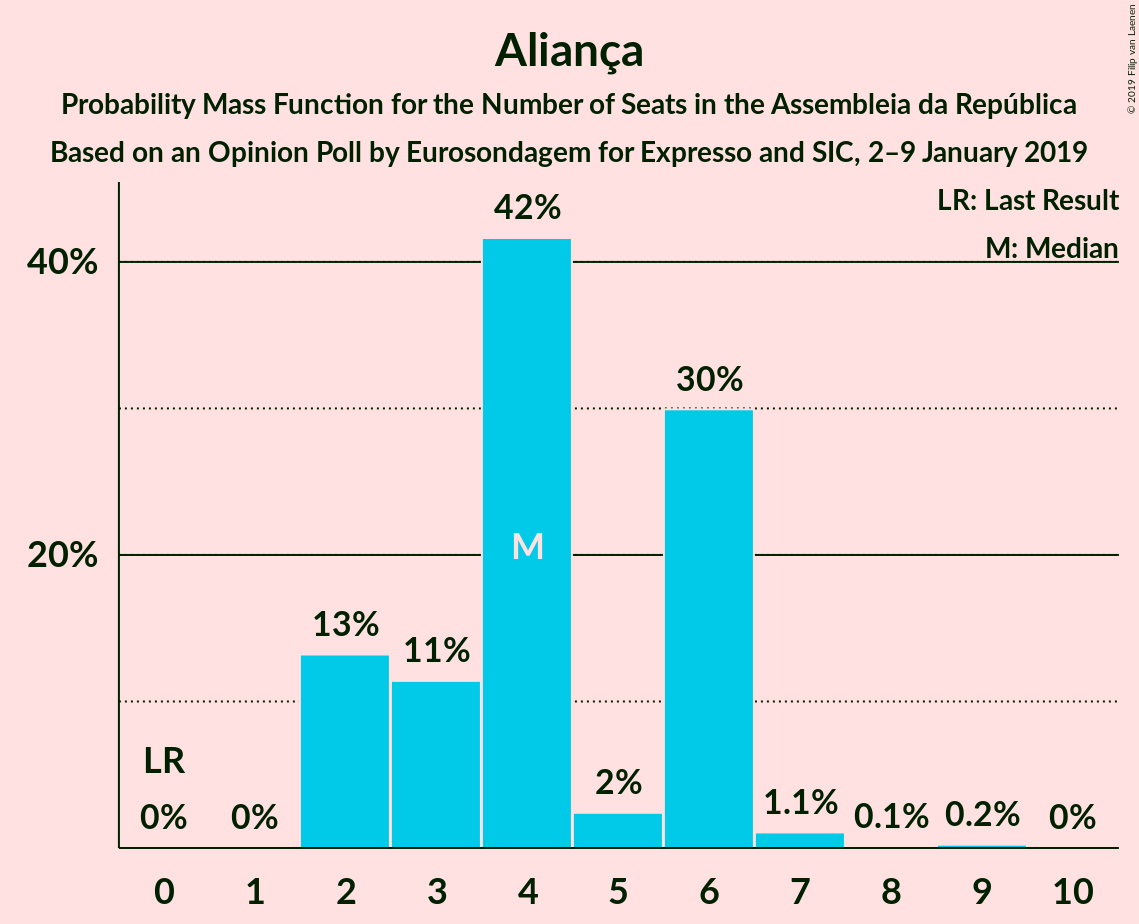 Aliança
Probability Mass Function for the Number of Seats in the Assembleia da República
Based on an Opinion Poll by Eurosondagem for Expresso and SIC, 2–9 January 2019
© 2019 Filip van Laenen
LR: Last Result
M: Median
40%
20%
LR
0%
0%
13%
11%
42%
M
2%
30%
1.1%
0.1%
0.2%
0%
0 1 2 3 4 5 6 7 8 9 10